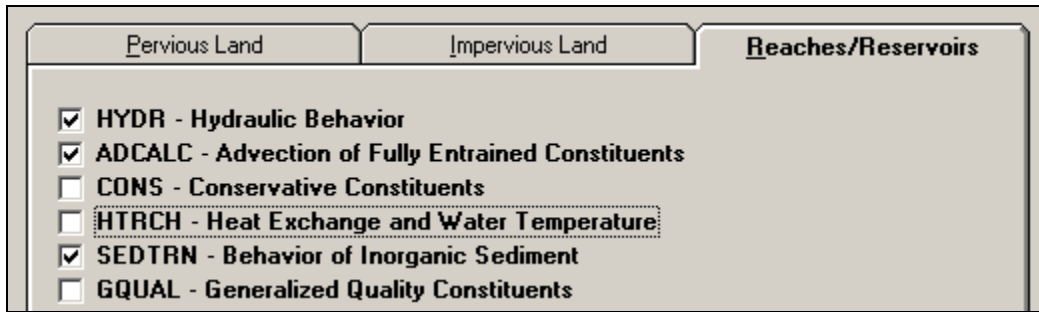 Pervious Land Impervious Land Reaches/Reservoirs
HYDR - Hydraulic Behavior
ADCALC - Advection of Fully Entrained Constituents
CONS - Conservative Constituents
HTRCH - Heat Exchange and Water Temperature
SEDTRN - Behavior of Inorganic Sediment
GQUAL - Generalized Quality Constituents